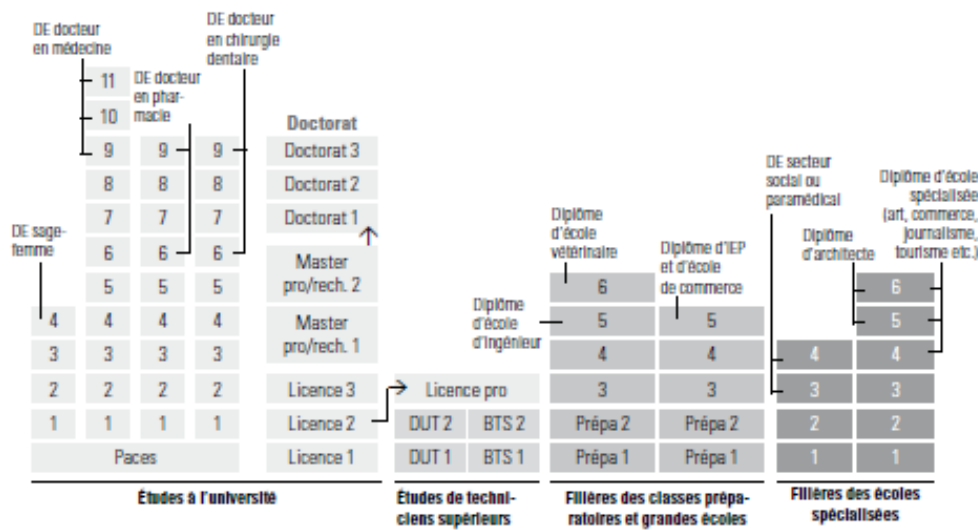 DE docteur
en médecine
DE docteur
en chirurgie
dentaire
DE docteur
en phar-
macie
11
10
Doctorat
9 9 9 Doctorat 3
8 8 8 Doctorat 2
7 7 7 Doctorat 1
DE sage-
femme
6 6 6 Master
pro/rech. 2
5 5 5
4 4 4 4 Master
pro/rech. 1
3 3 3 3
2 2 2 2 Licence 3
1 1 1 1 Licence 2
Paces Licence 1
Licence pro
DUT 2 BTS 2
DUT 1 BTS 1
Diplôme
d'école
vétérinaire
Diplôme d'IEP
et d'école
de commerce
Diplôme
d'école
d'ingénieur
6
5 5
4 4
3 3
Prépa 2 Prépa 2
Prépa 1 Prépa 1
DE secteur
social ou
paramédical
Diplôme d'école
spécialisée
(art, commerce,
journalisme,
tourisme etc.)
Diplôme
d'architecte
6
5
4 4
3 3
2 2
1 1
Études à l'université
Études de techni-
ciens supérieurs
Filières des classes prépa-
ratoires et grandes écoles
Filières des écoles
spécialisées